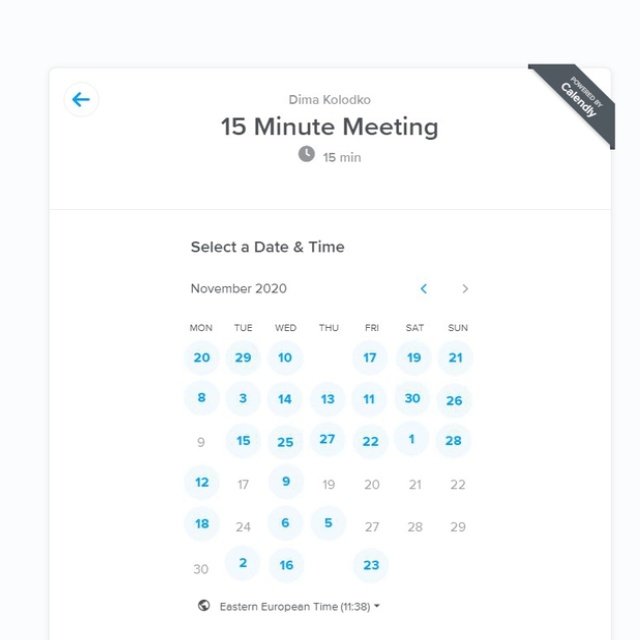 POWERED BY
Calendly
Dima Kolodko
15 Minute Meeting
15 min
Select a Date & Time
November 2020
MON TUE WED THU FRI SAT SUN
20 29 10 17 19 21
8 3 14 13 11 30 26
9 15 25 27 22 1 28
12 17 9 19 20 21 22
18 24 6 5 27 28 29
30 2 16 23
Eastern European Time (11:38)